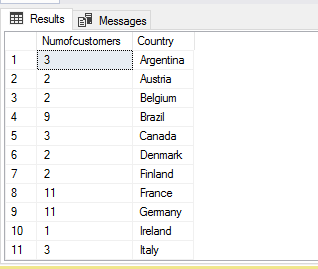 Results Messages
Numofcustomers Country
1 3 Argentina
2 2 Austria
3 2 Belgium
4 9 Brazil
5 3 Canada
6 2 Denmark
7 2 Finland
8 11 France
9 11 Germany
10 1 Ireland
11 3 Italy